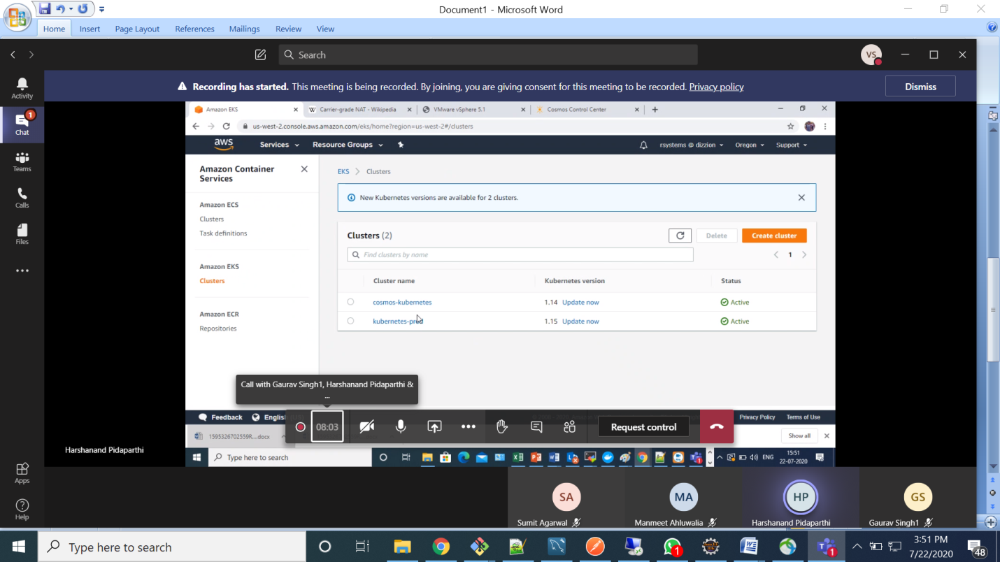 Document1 - Microsoft Word
Home Insert Page Layout References Mailings Review View
Search
VS
Activity
1
Chat
Teams
Calls
Files
Apps
Help
Recording has started. This meeting is being recorded. By joining, you are giving consent for this meeting to be recorded. Privacy policy
Dismiss
Amazon EKS
Carrier-grade NAT - Wikipedia
VMware vSphere 5.1
Cosmos Control Center
us-west-2.console.aws.amazon.com/eks/home?region=us-west-2#/clusters
aws Services Resource Groups rsystems @ dizzion Oregon Support
Amazon Container
Services
Amazon ECS
Clusters
Task definitions
Amazon EKS
Clusters
Amazon ECR
Repositories
EKS Clusters
New Kubernetes versions are available for 2 clusters.
Clusters (2)
Delete
Create cluster
Find clusters by name
1
Cluster name Kubernetes version Status
cosmos-kubernetes 1.14 Update now Active
kubernetes-prod 1.15 Update now Active
Call with Gaurav Singh1, Harshanand Pidaparthi &
...
Feedback Privacy Policy Terms of Use
08:03
Request control
1595326702559R....docx
Show all
Harshanand Pidaparthi
Type here to search
ENG
15:51
22-07-2020
SA
Sumit Agarwal
MA
Manmeet Ahluwalia
HP
Harshanand Pidaparthi
GS
Gaurav Singh1
Type here to search
1
1
3:51 PM
7/22/2020
48